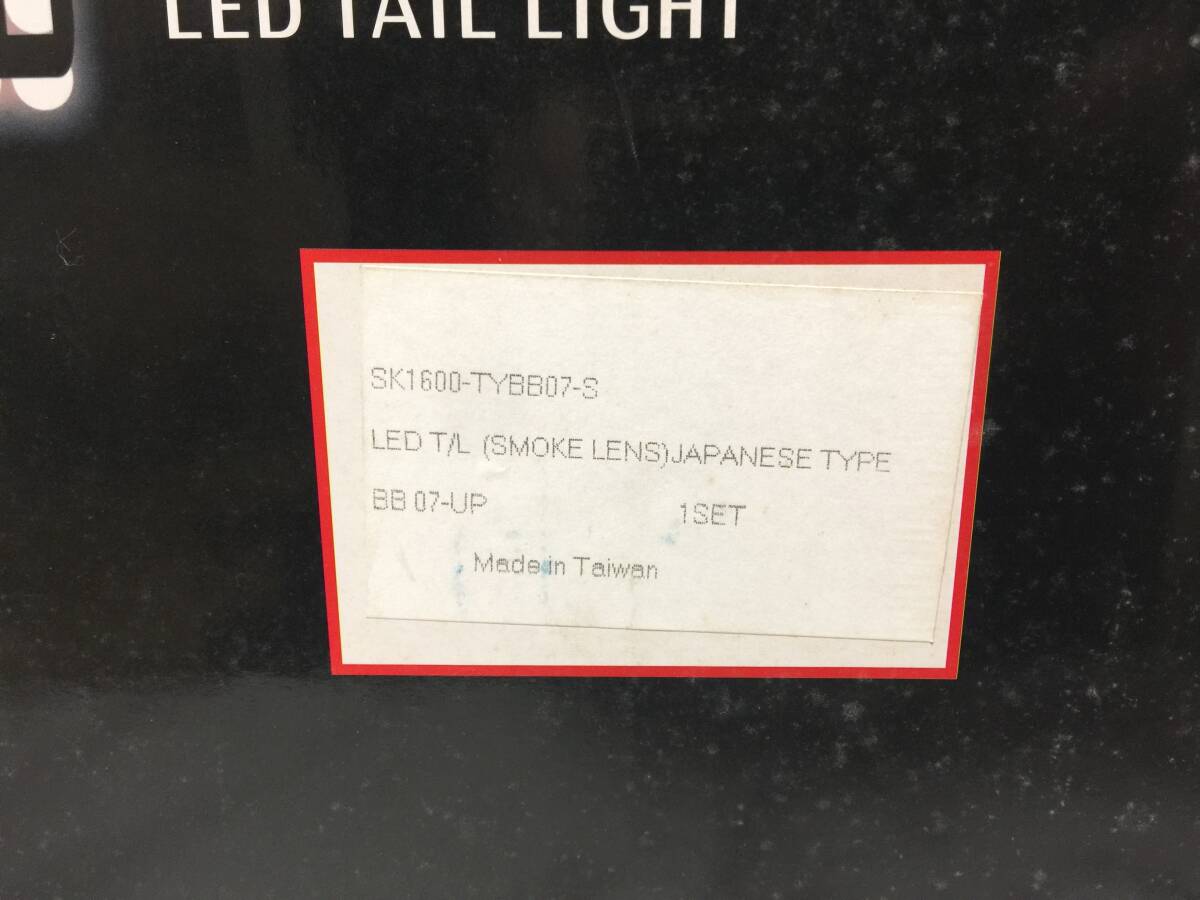 LED TAIL LIGHT
SK1600-TYBB07-S
LED T/L (SMOKE LENS)JAPANESE TYPE
BB 07-UP 1SET
Made in Taiwan